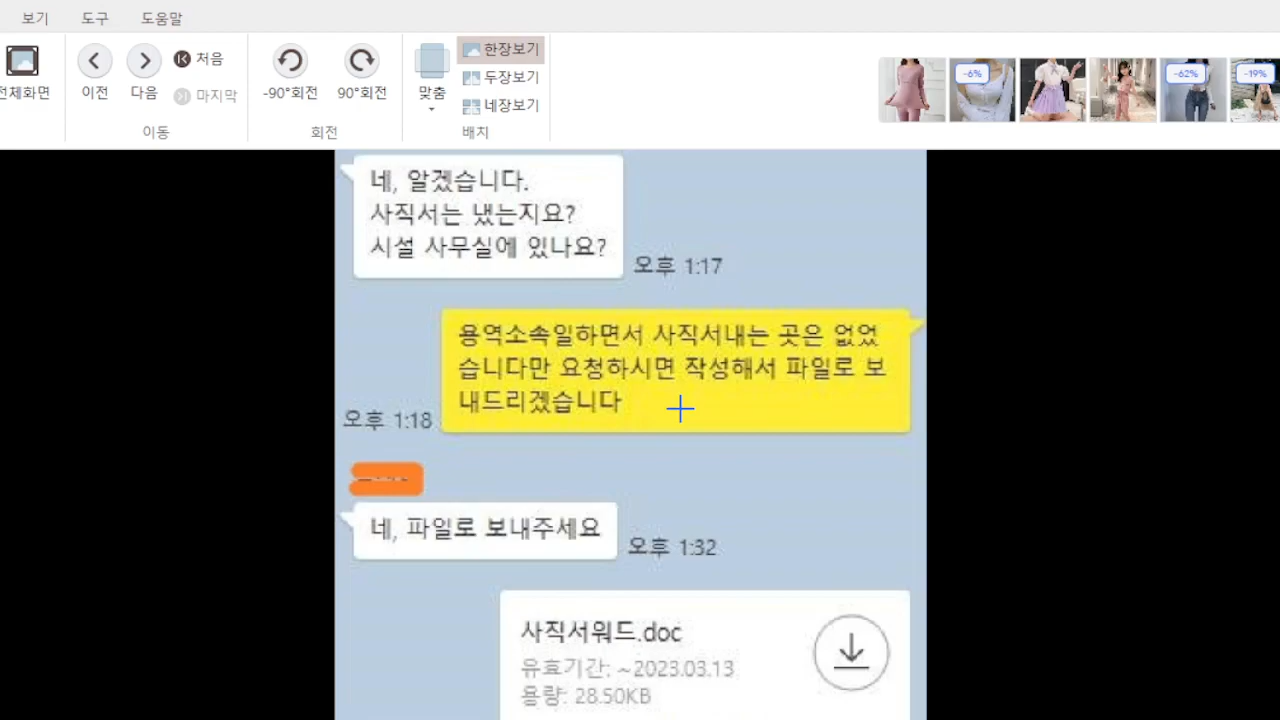 보기 도구 도움말
전체화면 이전 다음 처음 마지막 -90°회전 90°회전 맞춤 한장보기 두장보기 네장보기
이동 회전 배치
-6% -62% -19%
네, 알겠습니다.
사직서는 냈는지요?
시설 사무실에 있나요?
오후 1:17
용역소속일하면서 사직서내는 곳은 없었
습니다만 요청하시면 작성해서 파일로 보
내드리겠습니다
오후 1:18
네, 파일로 보내주세요
오후 1:32
사직서워드.doc
유효기간: ~2023.03.13
용량: 28.50KB